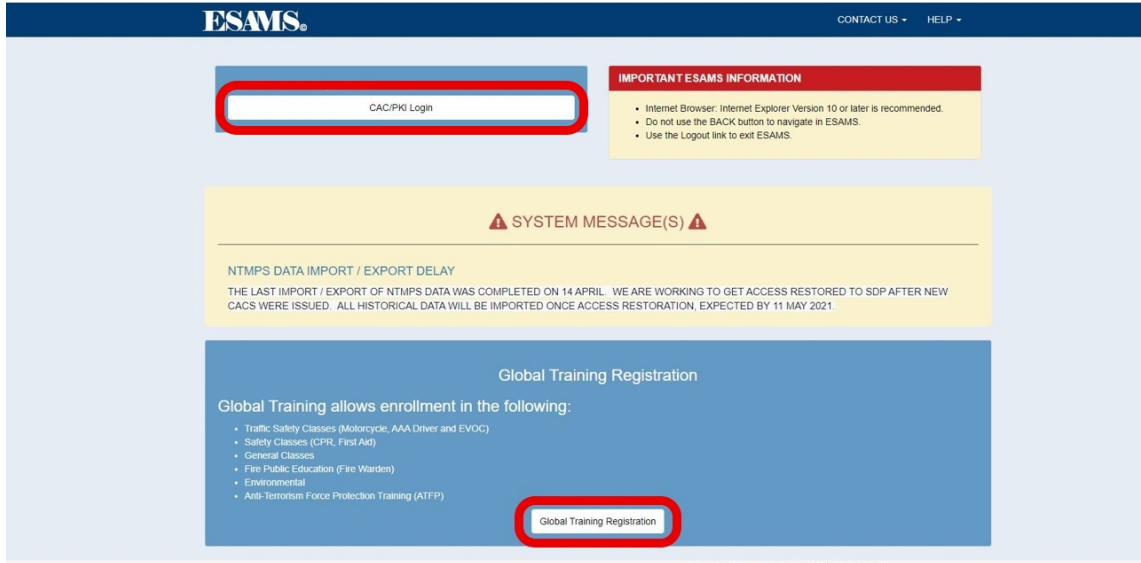 ESAMS©
CONTACT US
HELP
CAC/PKI Login
IMPORTANT ESAMS INFORMATION
• Internet Browser: Internet Explorer Version 10 or later is recommended.
• Do not use the BACK button to navigate in ESAMS.
• Use the Logout link to exit ESAMS.
SYSTEM MESSAGE(S)
NTMPS DATA IMPORT / EXPORT DELAY
THE LAST IMPORT / EXPORT OF NTMPS DATA WAS COMPLETED ON 14 APRIL. WE ARE WORKING TO GET ACCESS RESTORED TO SDP AFTER NEW
CACS WERE ISSUED. ALL HISTORICAL DATA WILL BE IMPORTED ONCE ACCESS RESTORATION, EXPECTED BY 11 MAY 2021.
Global Training Registration
Global Training allows enrollment in the following:
• Traffic Safety Classes (Motorcycle, AAA Driver and EVOC)
• Safety Classes (CPR, First Aid)
• General Classes
• Fire Public Education (Fire Warden)
• Environmental
• Anti-Terrorism Force Protection Training (ATFP)
Global Training Registration